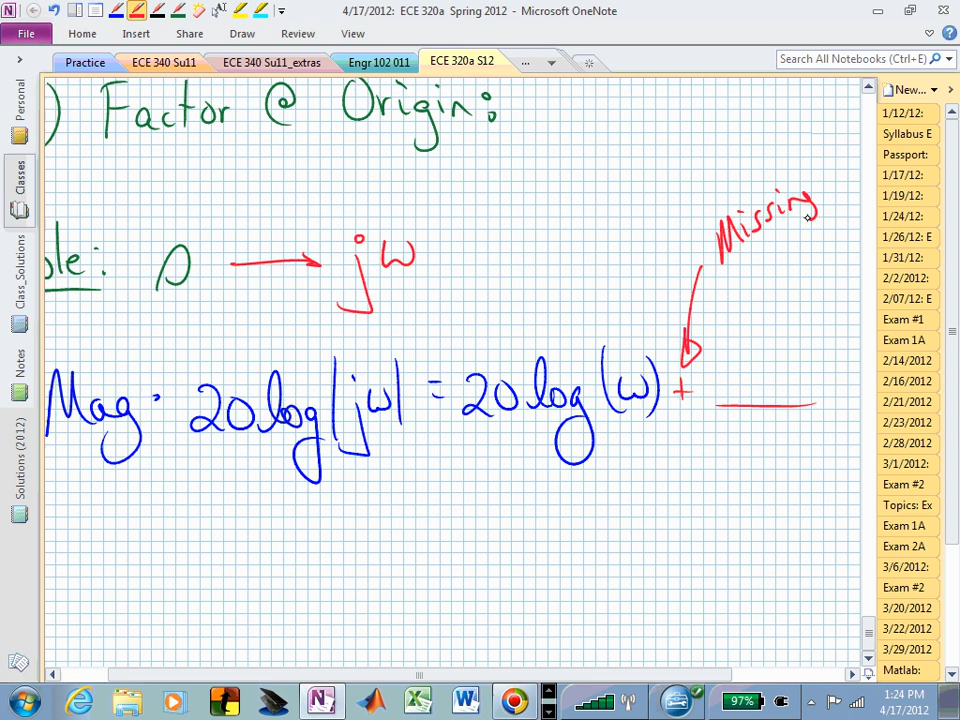 4/17/2012: ECE 320a Spring 2012 - Microsoft OneNote
File Home Insert Share Draw Review View
Practice ECE 340 Su11 ECE 340 Su11_extras Engr 102 011 ECE 320a S12 ...
Search All Notebooks (Ctrl+E)
Personal
Classes
Class_Solutions
Notes
Solutions (2012)
) Factor @ Origin:
Missing
le: s → jω
Mag. 20log|jω| = 20log(ω) + ____
New...
1/12/12:
Syllabus E
Passport:
1/17/12:
1/19/12:
1/24/12:
1/26/12: E
1/31/12:
2/2/2012:
2/07/12: E
Exam #1
Exam 1A
2/14/2012
2/16/2012
2/21/2012
2/23/2012
2/28/2012
3/1/2012:
Exam #2
Topics: Ex
Exam 1A
Exam 2A
3/6/2012:
Exam #2
3/20/2012
3/22/2012
3/29/2012
Matlab:
97%
1:24 PM
4/17/2012